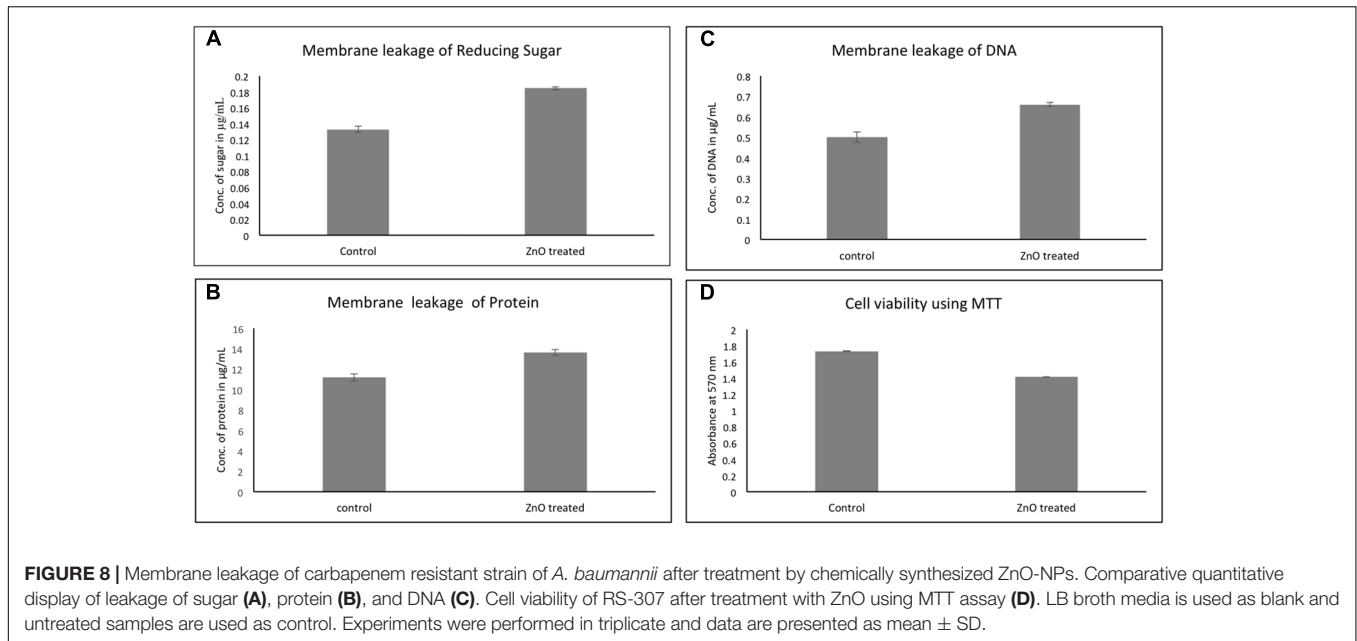 A
Membrane leakage of Reducing Sugar
Conc. of sugar in µg/mL
0.2
0.18
0.16
0.14
0.12
0.1
0.08
0.06
0.04
0.02
0
Control
ZnO treated
C
Membrane leakage of DNA
Conc. of DNA in µg/mL
0.8
0.7
0.6
0.5
0.4
0.3
0.2
0.1
0
control
ZnO treated
B
Membrane leakage of Protein
Conc. of protein in µg/mL
16
14
12
10
8
6
4
2
0
control
ZnO treated
D
Cell viability using MTT
Absorbance at 570 nm
2
1.8
1.6
1.4
1.2
1
0.8
0.6
0.4
0.2
0
Control
ZnO treated
FIGURE 8 | Membrane leakage of carbapenem resistant strain of A. baumannii after treatment by chemically synthesized ZnO-NPs. Comparative quantitative
display of leakage of sugar (A), protein (B), and DNA (C). Cell viability of RS-307 after treatment with ZnO using MTT assay (D). LB broth media is used as blank and
untreated samples are used as control. Experiments were performed in triplicate and data are presented as mean ± SD.